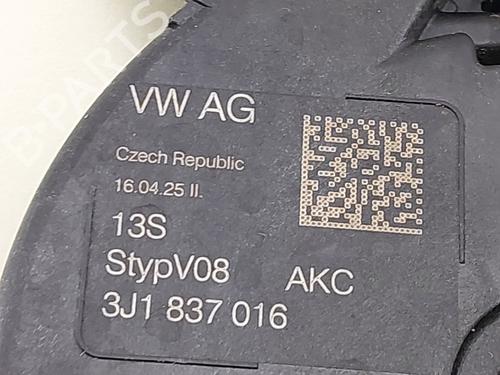 VW AG
Czech Republic
16.04.25 II.
13S
StypV08 AKC
3J1 837 016